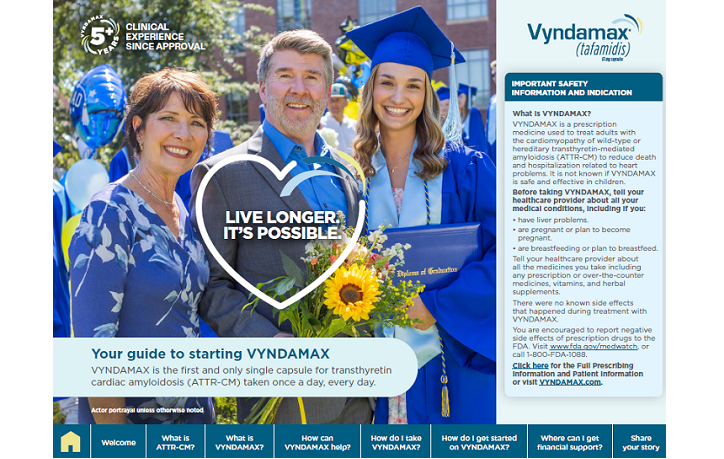 VYNDAMAX
5+
YEARS
CLINICAL
EXPERIENCE
SINCE APPROVAL
LIVE LONGER.
IT'S POSSIBLE.
Diploma of Graduation
Your guide to starting VYNDAMAX
VYNDAMAX is the first and only single capsule for transthyretin
cardiac amyloidosis (ATTR-CM) taken once a day, every day.
Actor portrayal unless otherwise noted
Vyndamax
(tafamidis)
61 mg capsules
IMPORTANT SAFETY
INFORMATION AND INDICATION
What is VYNDAMAX?
VYNDAMAX is a prescription
medicine used to treat adults with
the cardiomyopathy of wild-type or
hereditary transthyretin-mediated
amyloidosis (ATTR-CM) to reduce death
and hospitalization related to heart
problems. It is not known if VYNDAMAX
is safe and effective in children.
Before taking VYNDAMAX, tell your
healthcare provider about all your
medical conditions, including if you:
• have liver problems.
• are pregnant or plan to become
pregnant.
• are breastfeeding or plan to breastfeed.
Tell your healthcare provider about
all the medicines you take including
any prescription or over-the-counter
medicines, vitamins, and herbal
supplements.
There were no known side effects
that happened during treatment with
VYNDAMAX.
You are encouraged to report negative
side effects of prescription drugs to the
FDA. Visit www.fda.gov/medwatch, or
call 1-800-FDA-1088.
Click here for the Full Prescribing
Information and Patient Information
or visit VYNDAMAX.com.
Welcome
What is
ATTR-CM?
What is
VYNDAMAX?
How can
VYNDAMAX help?
How do I take
VYNDAMAX?
How do I get started
on VYNDAMAX?
Where can I get
financial support?
Share
your story